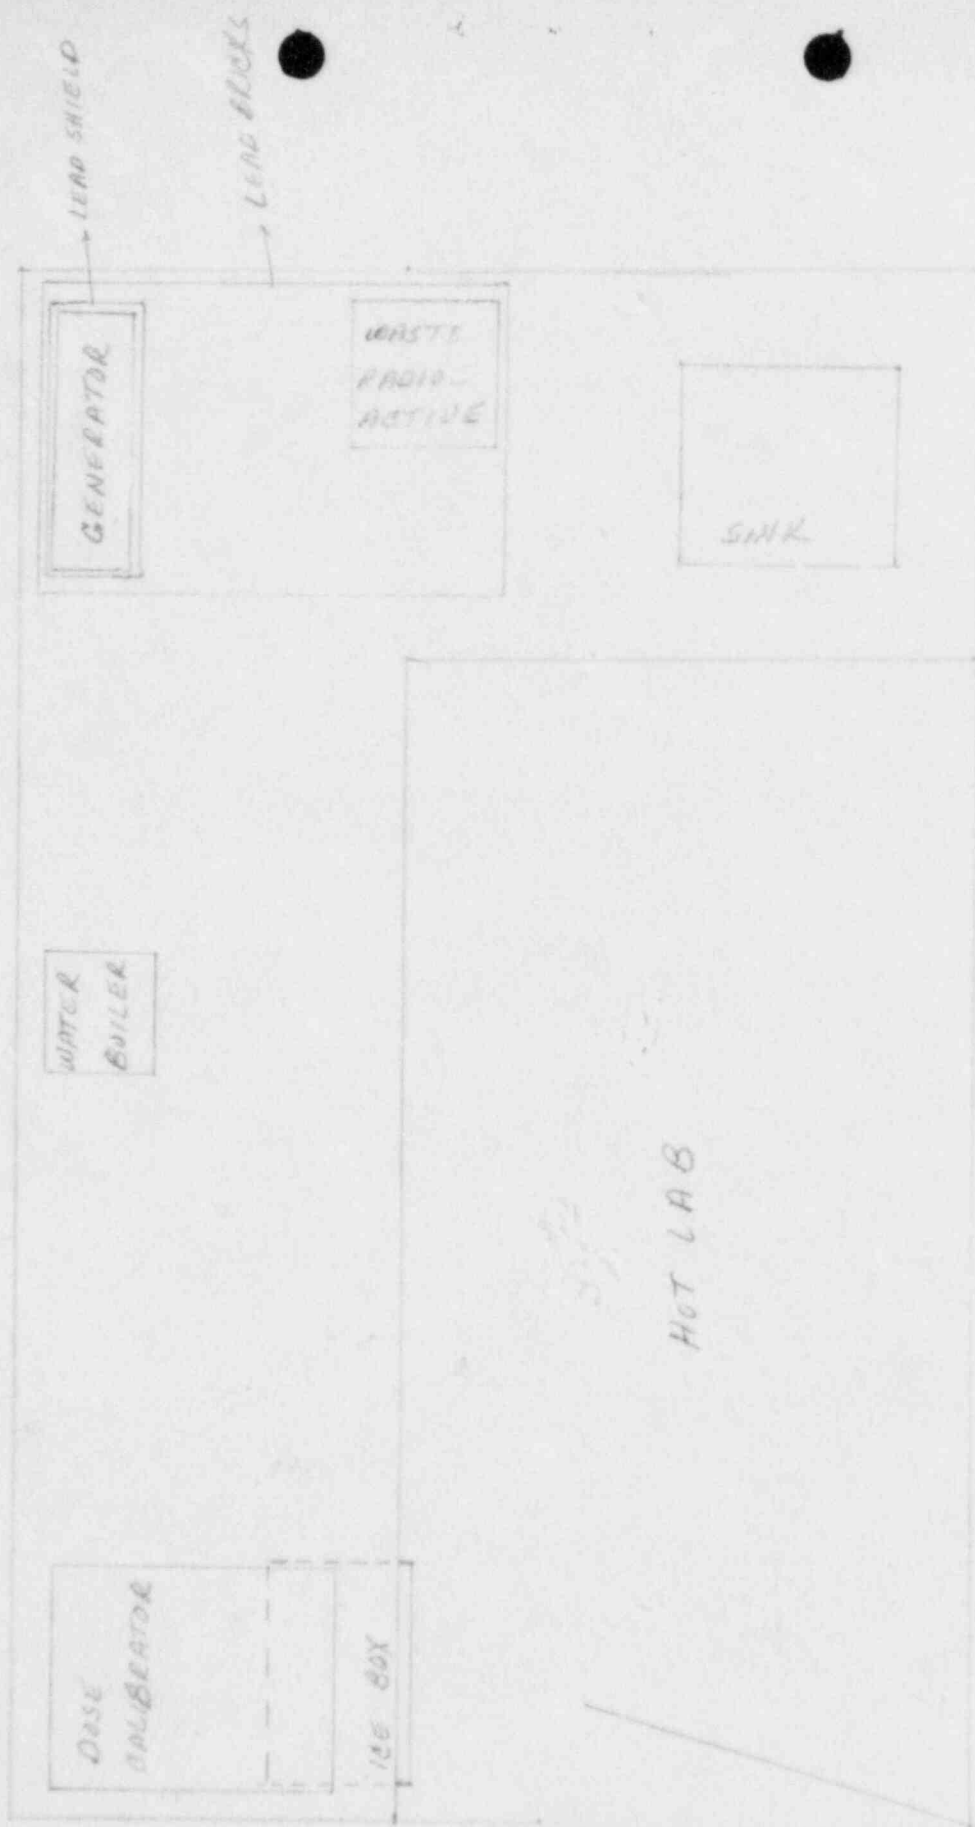 LEAD SHIELD
LEAD BRICKS
GENERATOR
WASTE
RADIO-
ACTIVE
SINK
WATER
BOILER
HOT LAB
DOSE
CALIBRATOR
ICE BOX